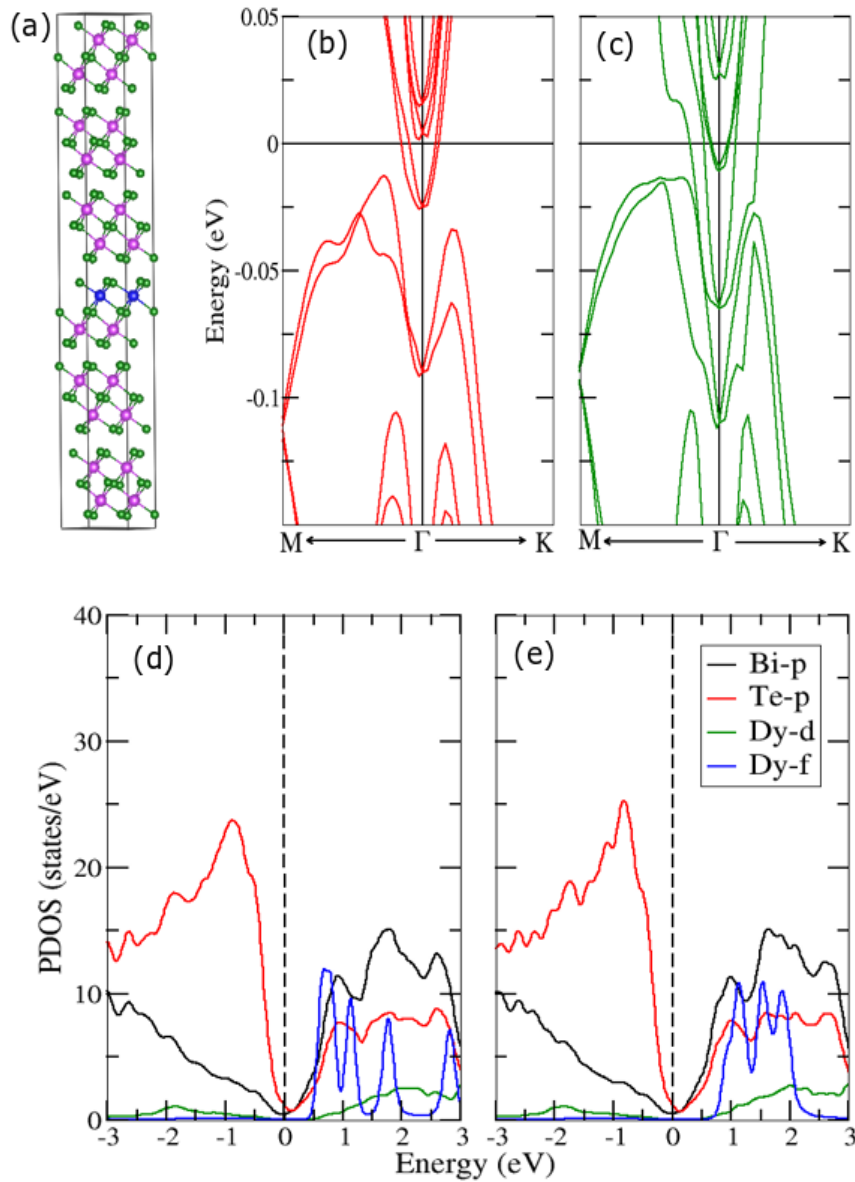 (a)
(b)
(c)
0.05
0
-0.05
-0.1
Energy (eV)
M Γ K
M Γ K
(d)
(e)
40
30
20
10
0
PDOS (states/eV)
Bi-p
Te-p
Dy-d
Dy-f
-3 -2 -1 0 1 2 3
-3 -2 -1 0 1 2 3
Energy (eV)